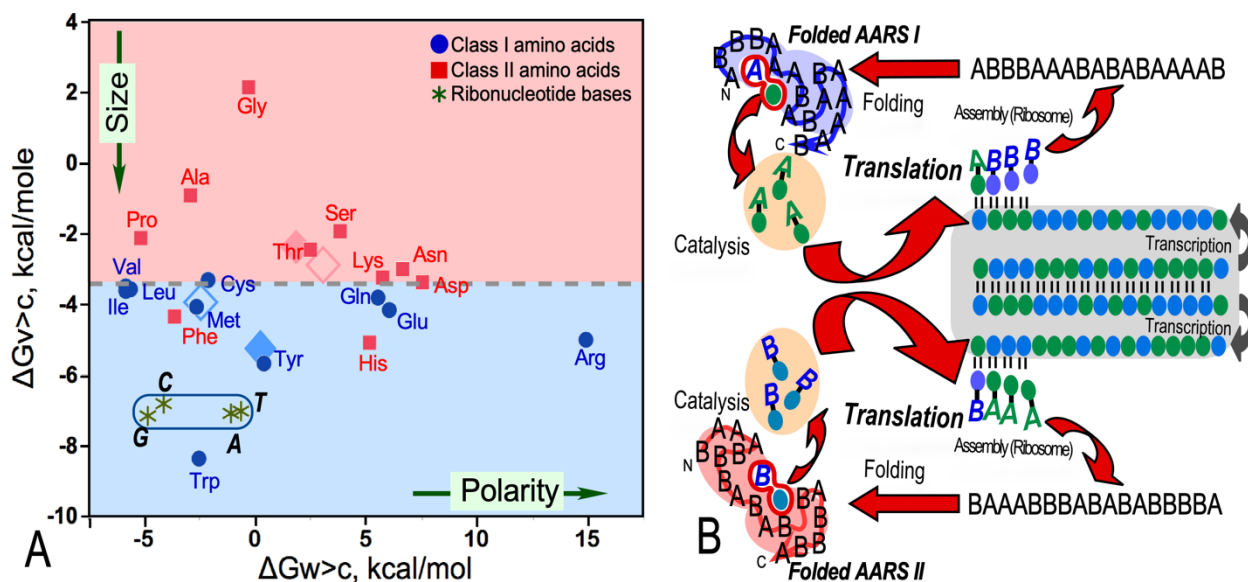 4
2
0
-2
-4
-6
-8
-10
ΔGv>c, kcal/mole
Size
Class I amino acids
Class II amino acids
Ribonucleotide bases
Gly
Ala
Pro
Ser
Thr
Lys
Asn
Asp
Val
Leu
Ile
Cys
Met
Phe
Gln
Glu
His
Arg
Tyr
C
T
G
A
Trp
Polarity
A
-5
0
5
10
15
ΔGw>c, kcal/mol
Folded AARS I
ABBBAAABABABAAAAB
Folding
Assembly (Ribosome)
N
C
A
A B B B
Translation
A
A
A
Catalysis
Transcription
Transcription
B
B
B
Catalysis
Translation
B A A A
Assembly (Ribosome)
N
B
Folding
BAAABBBABABABBBBA
C
B
Folded AARS II